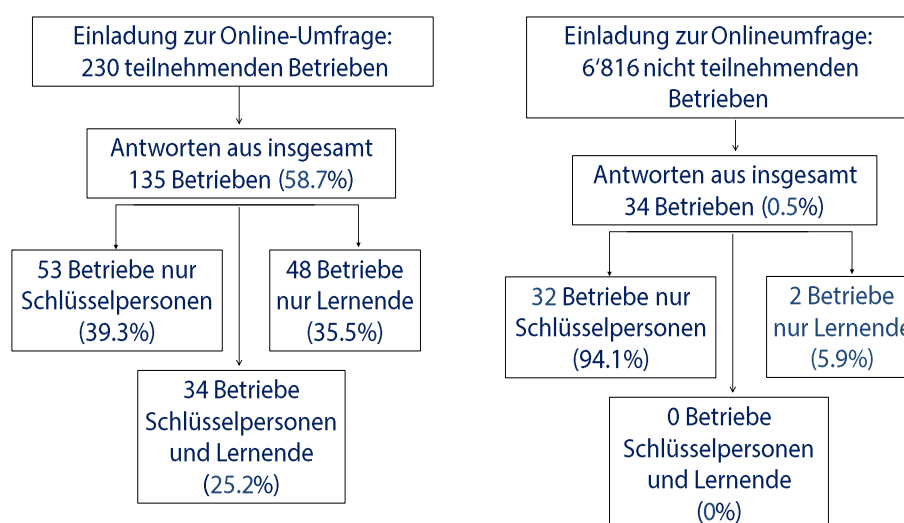 Einladung zur Online-Umfrage:
230 teilnehmenden Betrieben
Antworten aus insgesamt
135 Betrieben (58.7%)
53 Betriebe nur
Schlüsselpersonen
(39.3%)
48 Betriebe
nur Lernende
(35.5%)
34 Betriebe
Schlüsselpersonen
und Lernende
(25.2%)
Einladung zur Onlineumfrage:
6‘816 nicht teilnehmenden
Betrieben
Antworten aus insgesamt
34 Betrieben (0.5%)
32 Betriebe nur
Schlüsselpersonen
(94.1%)
2 Betriebe
nur Lernende
(5.9%)
0 Betriebe
Schlüsselpersonen
und Lernende
(0%)